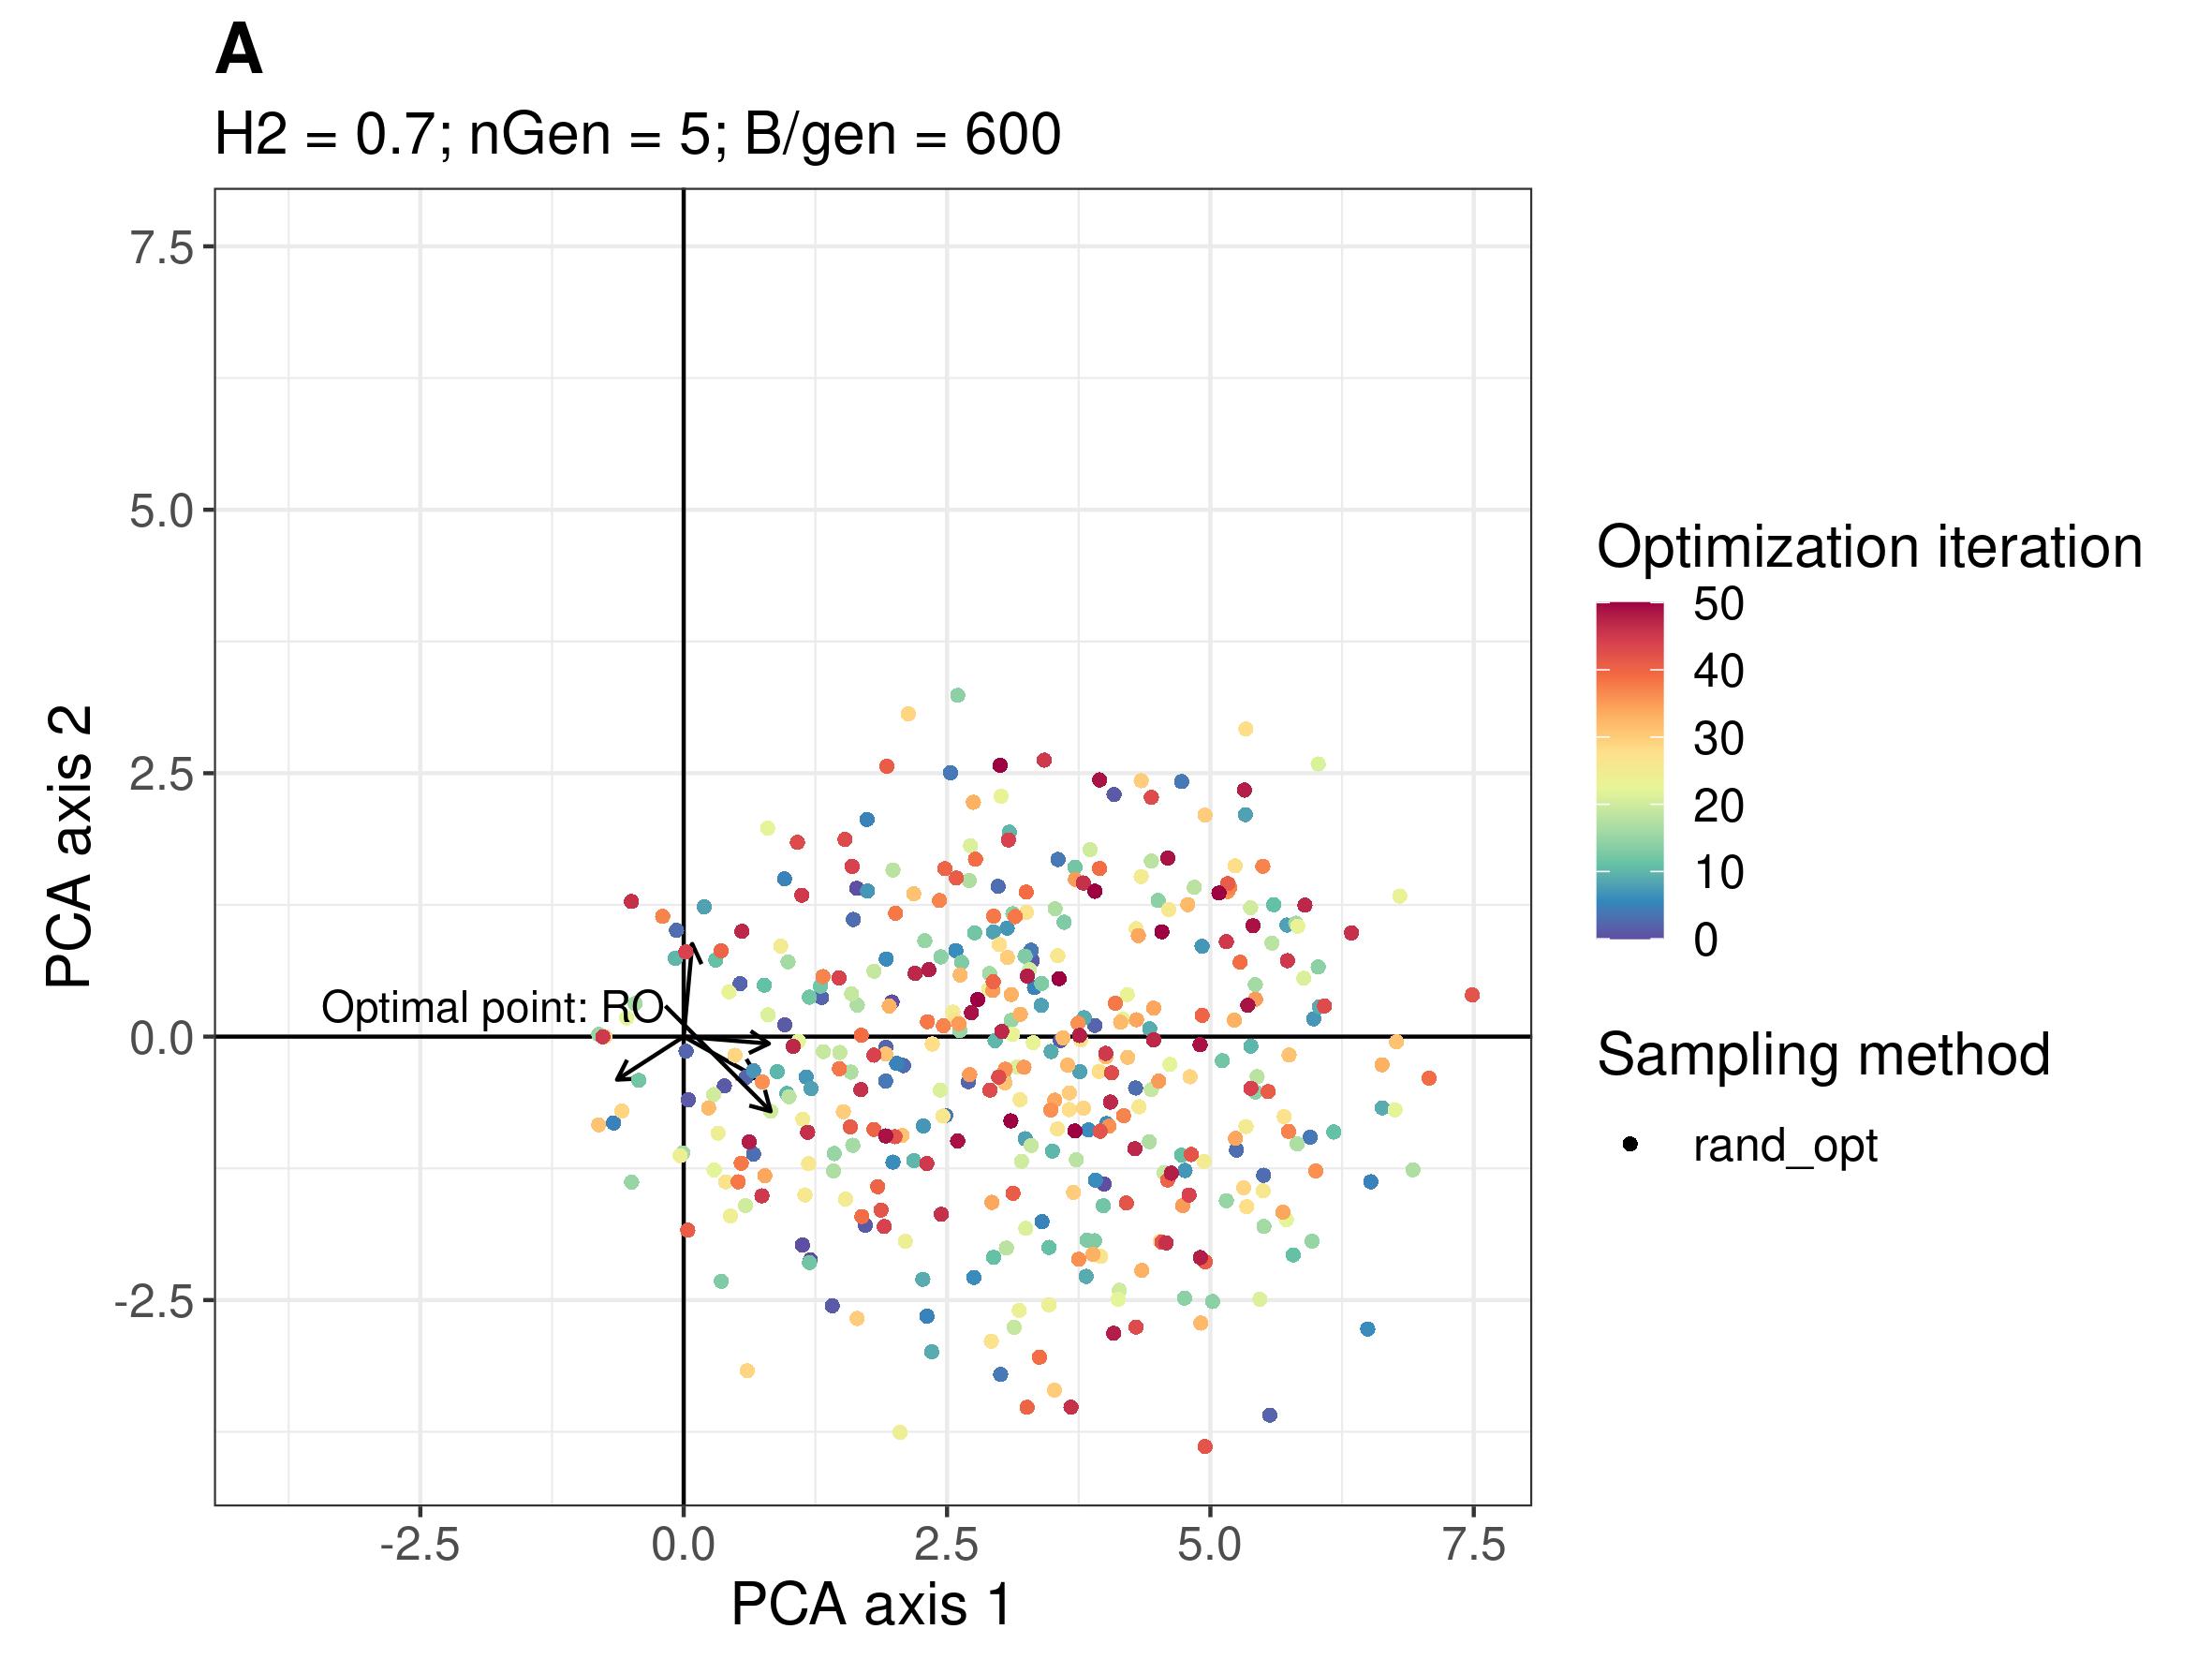 A
H2 = 0.7; nGen = 5; B/gen = 600
7.5
5.0
2.5
0.0
-2.5
PCA axis 2
Optimal point: RO
-2.5
0.0
2.5
5.0
7.5
PCA axis 1
Optimization iteration
50
40
30
20
10
0
Sampling method
rand_opt